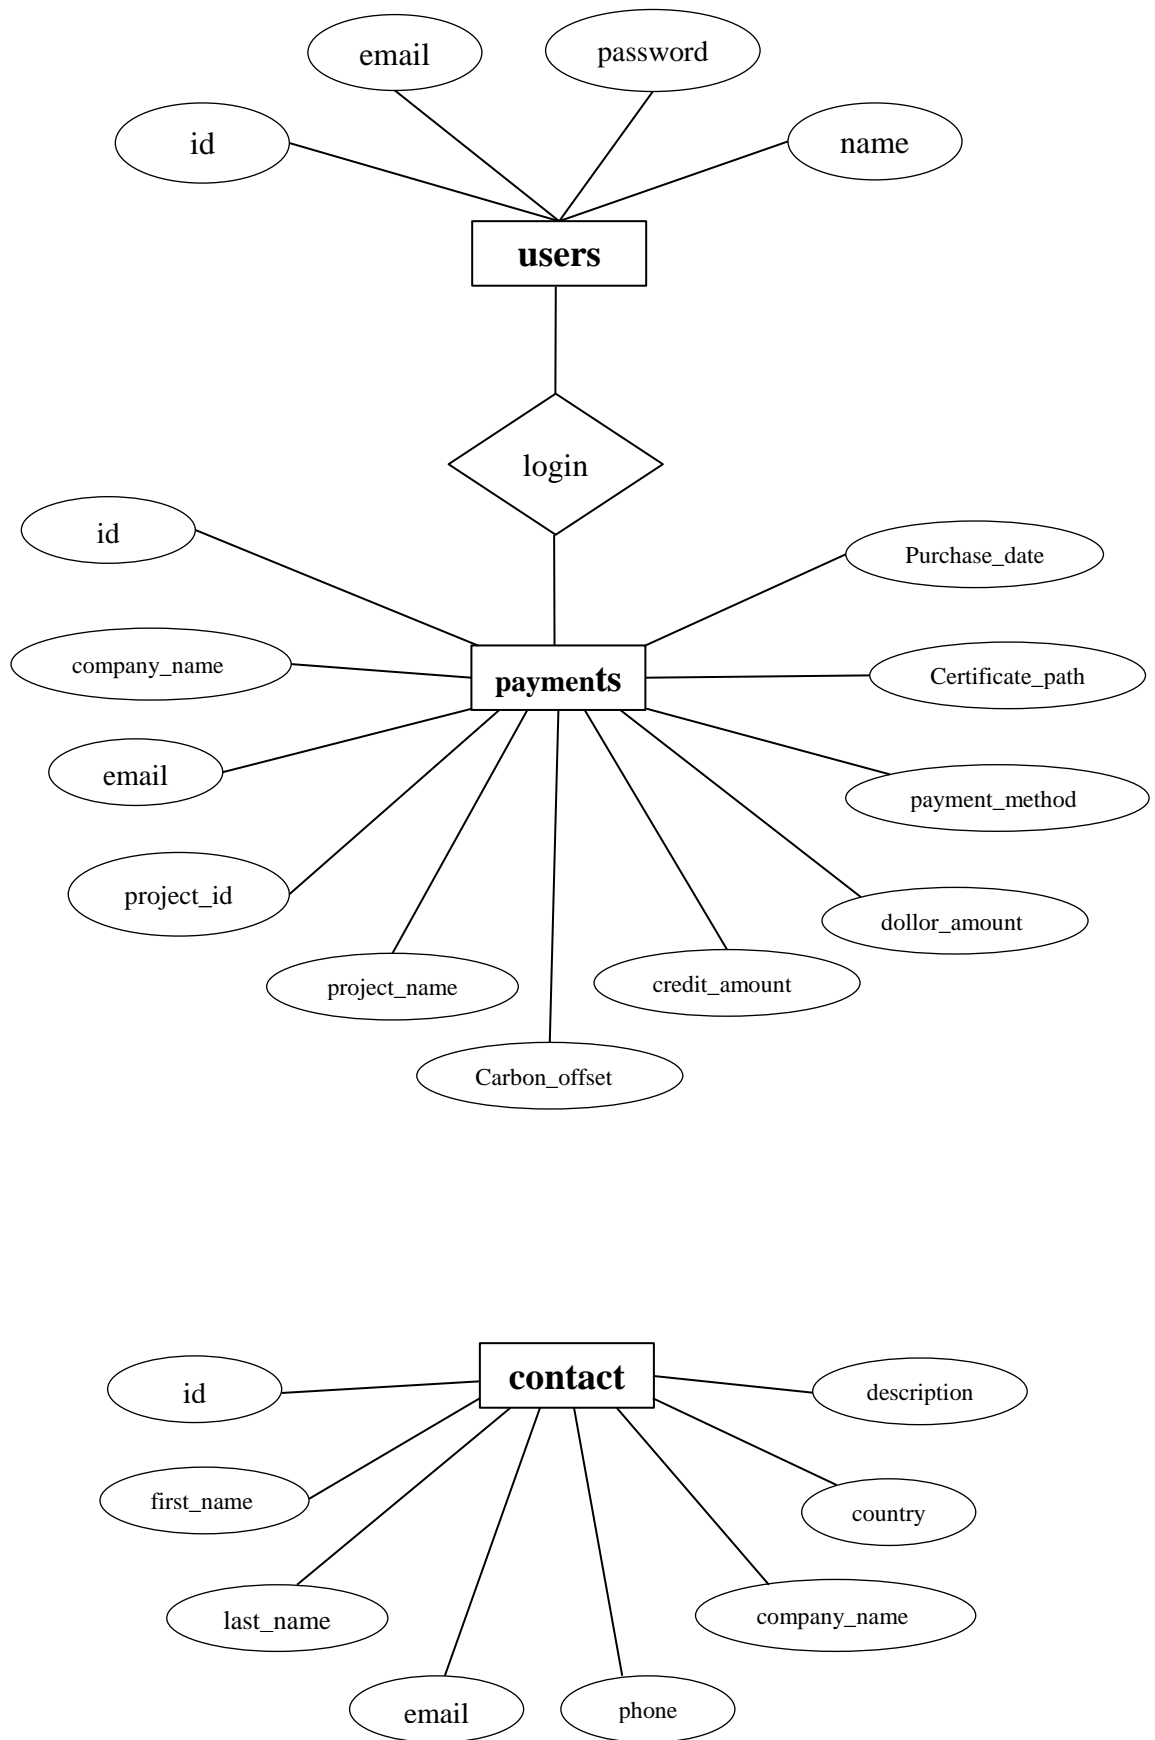 email
password
id
name
users
login
id
Purchase_date
company_name
Certificate_path
payments
email
payment_method
project_id
dollor_amount
project_name
credit_amount
Carbon_offset
contact
id
description
first_name
country
last_name
company_name
email
phone